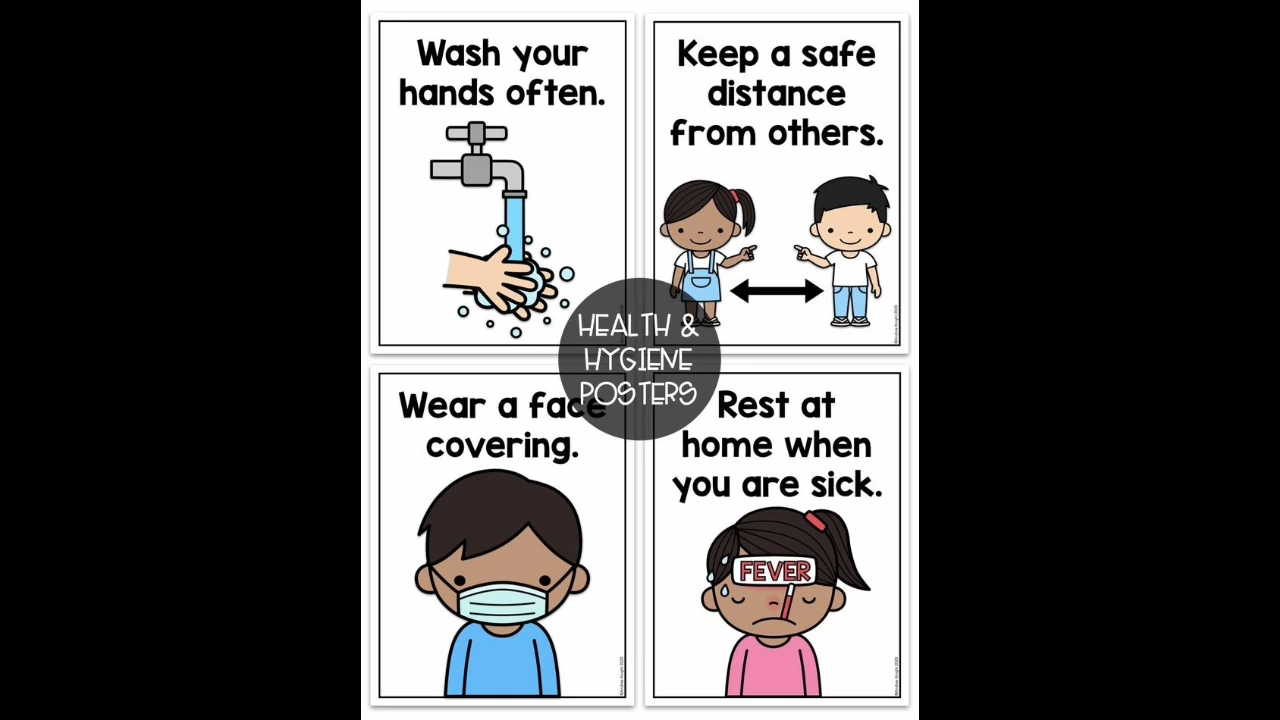 Wash your
hands often.
Keep a safe
distance
from others.
HEALTH &
HYGIENE
POSTERS
Wear a face
covering.
Rest at
home when
you are sick.
FEVER